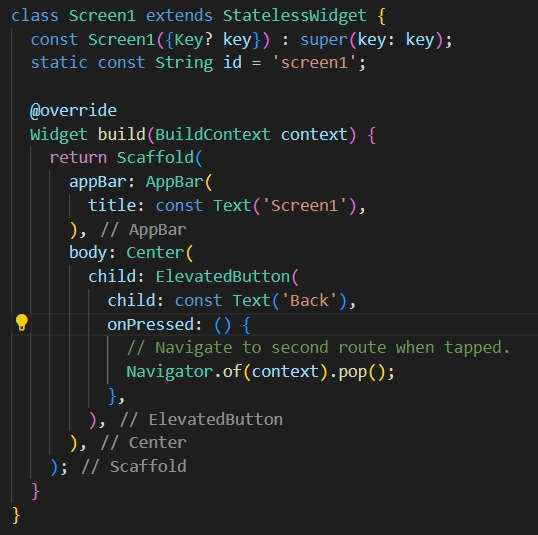 class Screen1 extends StatelessWidget {
  const Screen1({Key? key}) : super(key: key);
  static const String id = 'screen1';

  @override
  Widget build(BuildContext context) {
    return Scaffold(
      appBar: AppBar(
        title: const Text('Screen1'),
      ), // AppBar
      body: Center(
        child: ElevatedButton(
          child: const Text('Back'),
          onPressed: () {
            // Navigate to second route when tapped.
            Navigator.of(context).pop();
          },
        ), // ElevatedButton
      ), // Center
    ); // Scaffold
  }
}